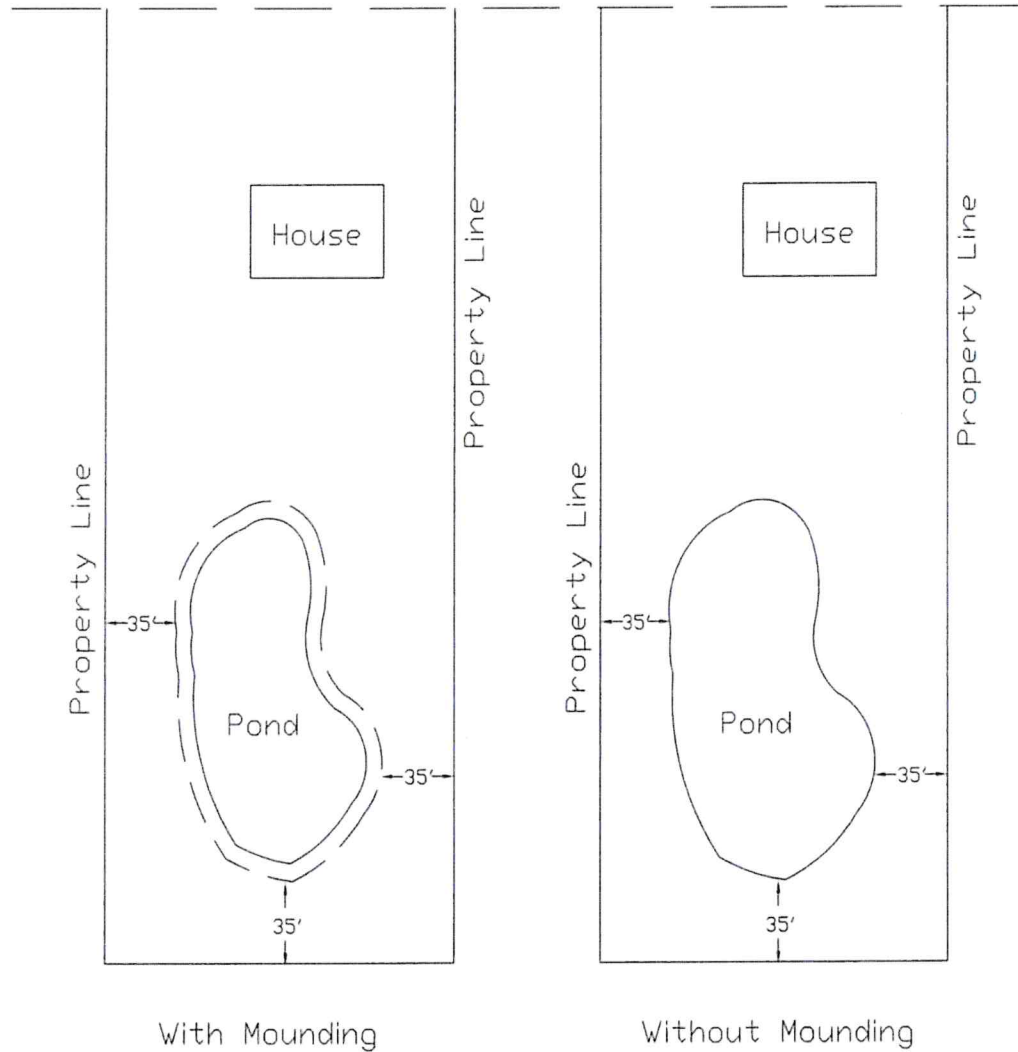 House
Property Line
Property Line
35'
Pond
35'
35'
With Mounding
House
Property Line
Property Line
35'
Pond
35'
35'
Without Mounding